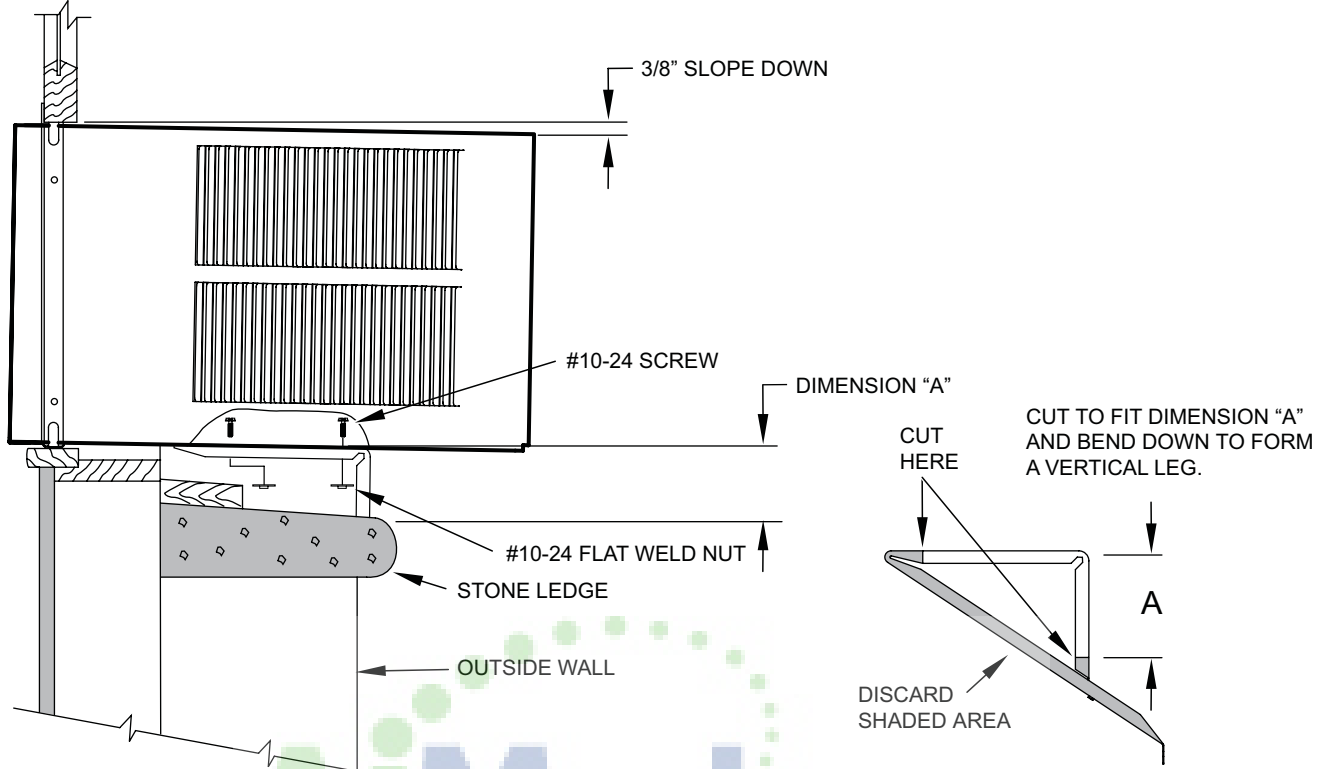 3/8” SLOPE DOWN
#10-24 SCREW
DIMENSION “A”
CUT TO FIT DIMENSION “A”
AND BEND DOWN TO FORM
A VERTICAL LEG.
CUT
HERE
#10-24 FLAT WELD NUT
STONE LEDGE
A
OUTSIDE WALL
DISCARD
SHADED AREA